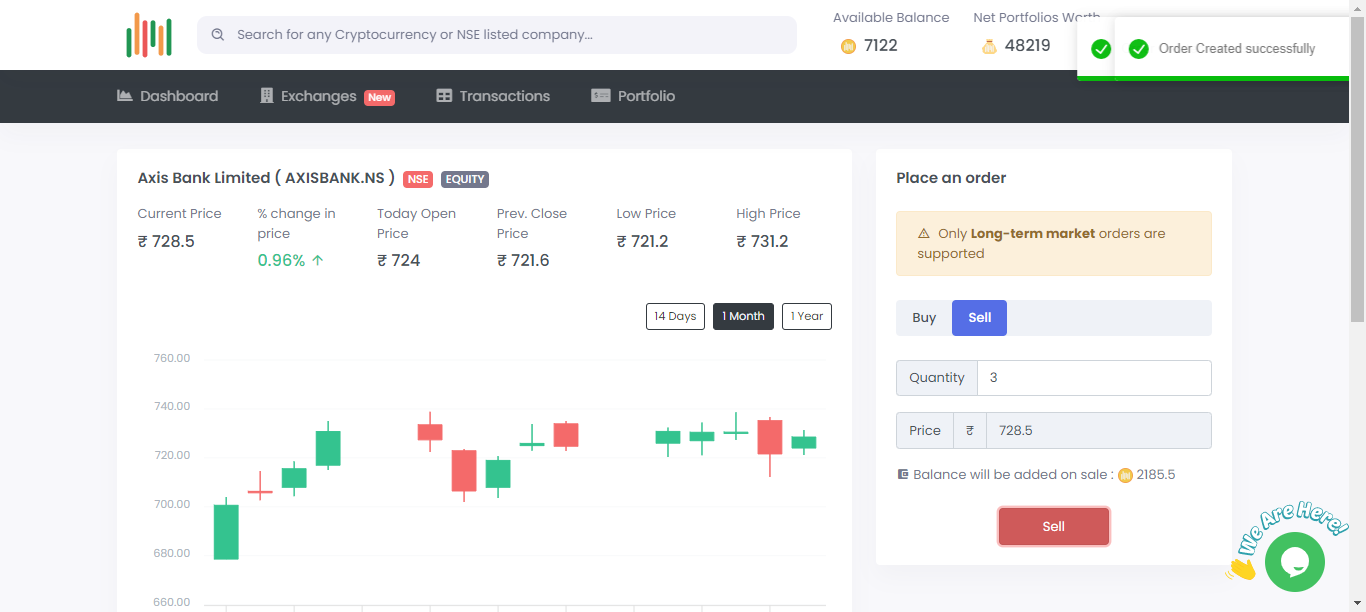 Search for any Cryptocurrency or NSE listed company...
Available Balance
7122
Net Portfolios Worth
48219
Order Created successfully
Dashboard
Exchanges New
Transactions
Portfolio
Axis Bank Limited ( AXISBANK.NS ) NSE EQUITY
Current Price
₹ 728.5
% change in
price
0.96% ↑
Today Open
Price
₹ 724
Prev. Close
Price
₹ 721.6
Low Price
₹ 721.2
High Price
₹ 731.2
14 Days
1 Month
1 Year
760.00
740.00
720.00
700.00
680.00
660.00
Place an order
Only Long-term market orders are
supported
Buy
Sell
Quantity
3
Price
₹
728.5
Balance will be added on sale : 2185.5
Sell
We Are Here!